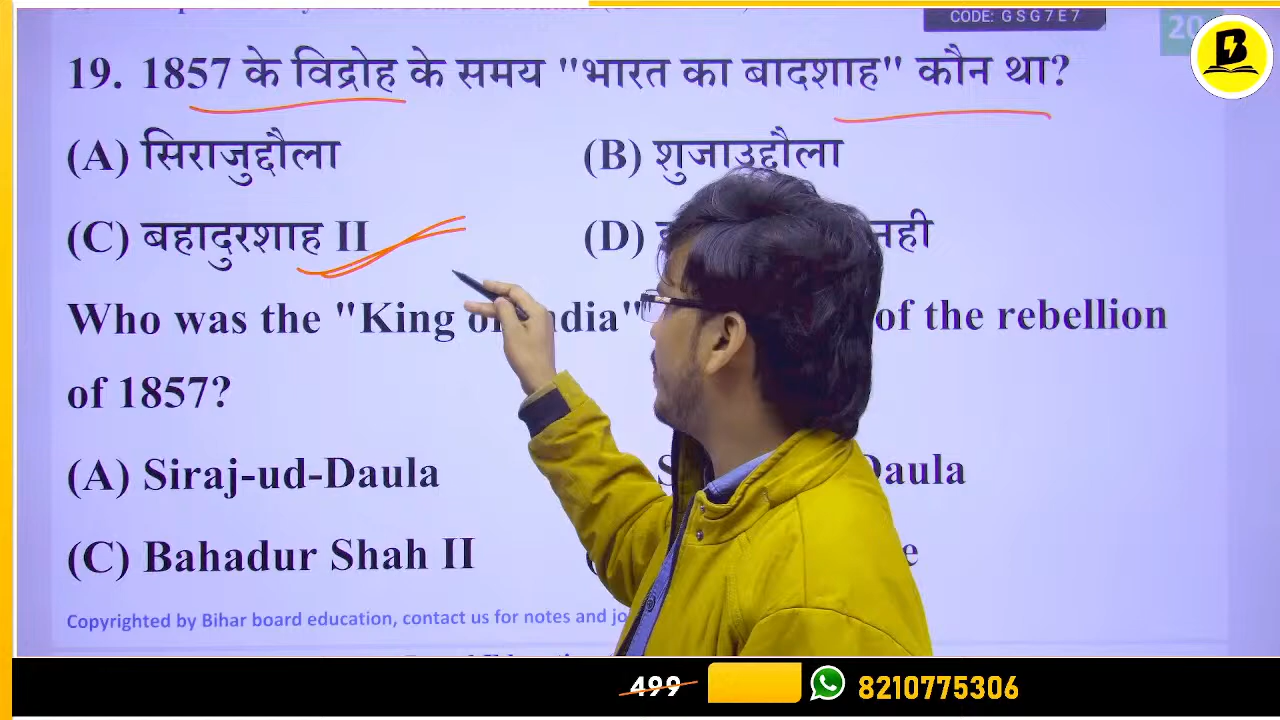 CODE: G S G 7 E 7
20
B
19. 1857 के विद्रोह के समय "भारत का बादशाह" कौन था?
(A) सिराजुद्दौला (B) शुजाउद्दौला
(C) बहादुरशाह II (D) नही
Who was the "King of India" of the rebellion
of 1857?
(A) Siraj-ud-Daula Daula
(C) Bahadur Shah II
Copyrighted by Bihar board education, contact us for notes and
499 8210775306